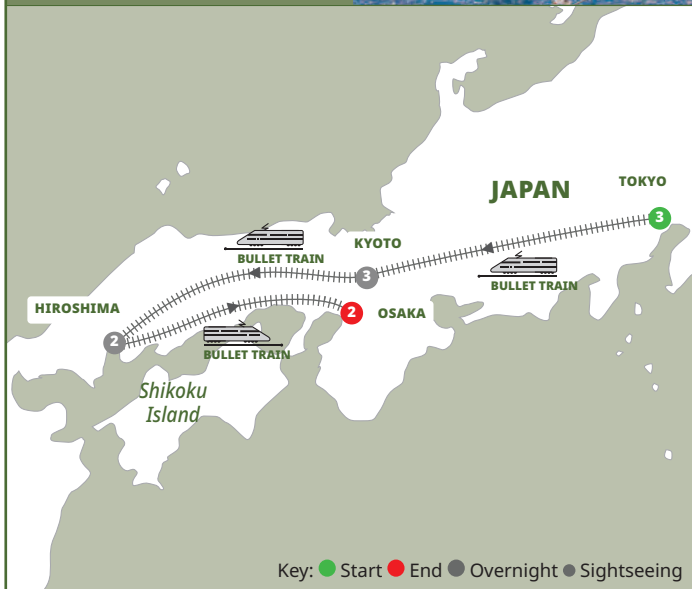 JAPAN
TOKYO
3
KYOTO
3
BULLET TRAIN
BULLET TRAIN
HIROSHIMA
2
2
OSAKA
BULLET TRAIN
Shikoku
Island
Key: Start End Overnight Sightseeing